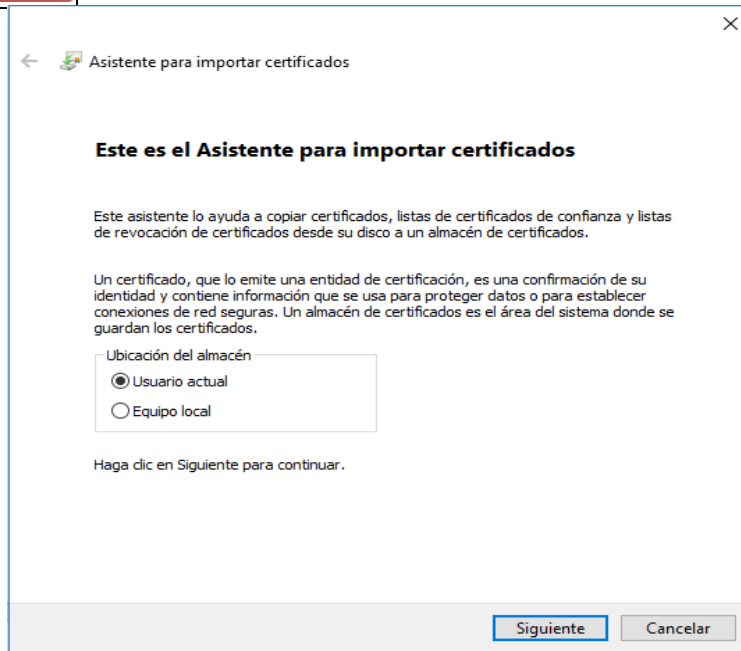 Asistente para importar certificados
Este es el Asistente para importar certificados
Este asistente lo ayuda a copiar certificados, listas de certificados de confianza y listas
de revocación de certificados desde su disco a un almacén de certificados.
Un certificado, que lo emite una entidad de certificación, es una confirmación de su
identidad y contiene información que se usa para proteger datos o para establecer
conexiones de red seguras. Un almacén de certificados es el área del sistema donde se
guardan los certificados.
Ubicación del almacén
Usuario actual
Equipo local
Haga clic en Siguiente para continuar.
Siguiente
Cancelar